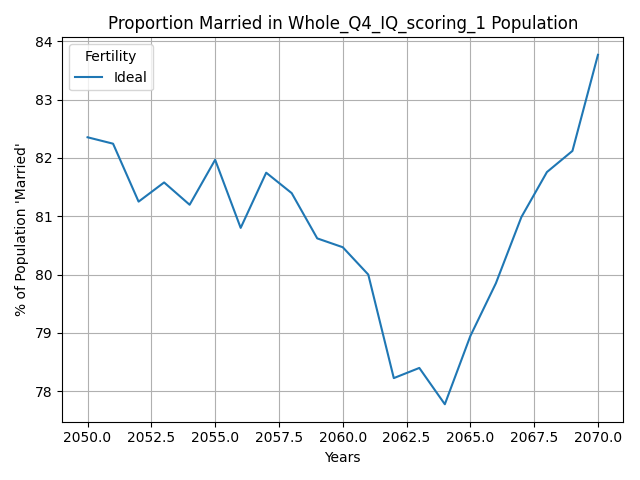 Proportion Married in Whole_Q4_IQ_scoring_1 Population
Fertility
Ideal
% of Population 'Married'
84
83
82
81
80
79
78
2050.0 2052.5 2055.0 2057.5 2060.0 2062.5 2065.0 2067.5 2070.0
Years